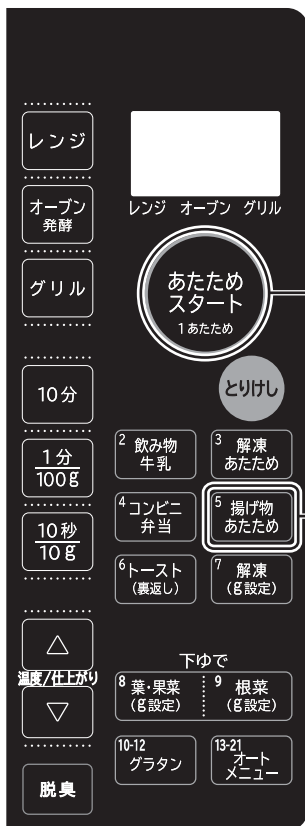 レンジ
オーブン
発酵
グリル
10分
1分
100g
10秒
10g
温度/仕上がり
脱臭
レンジ オーブン グリル
あたため
スタート
1あたため
とりけし
2 飲み物
牛乳
3 解凍
あたため
4 コンビニ
弁当
5 揚げ物
あたため
6 トースト
(裏返し)
7 解凍
(g設定)
下ゆで
8 葉・果菜
(g設定)
9 根菜
(g設定)
10-12
グラタン
13-21
オート
メニュー